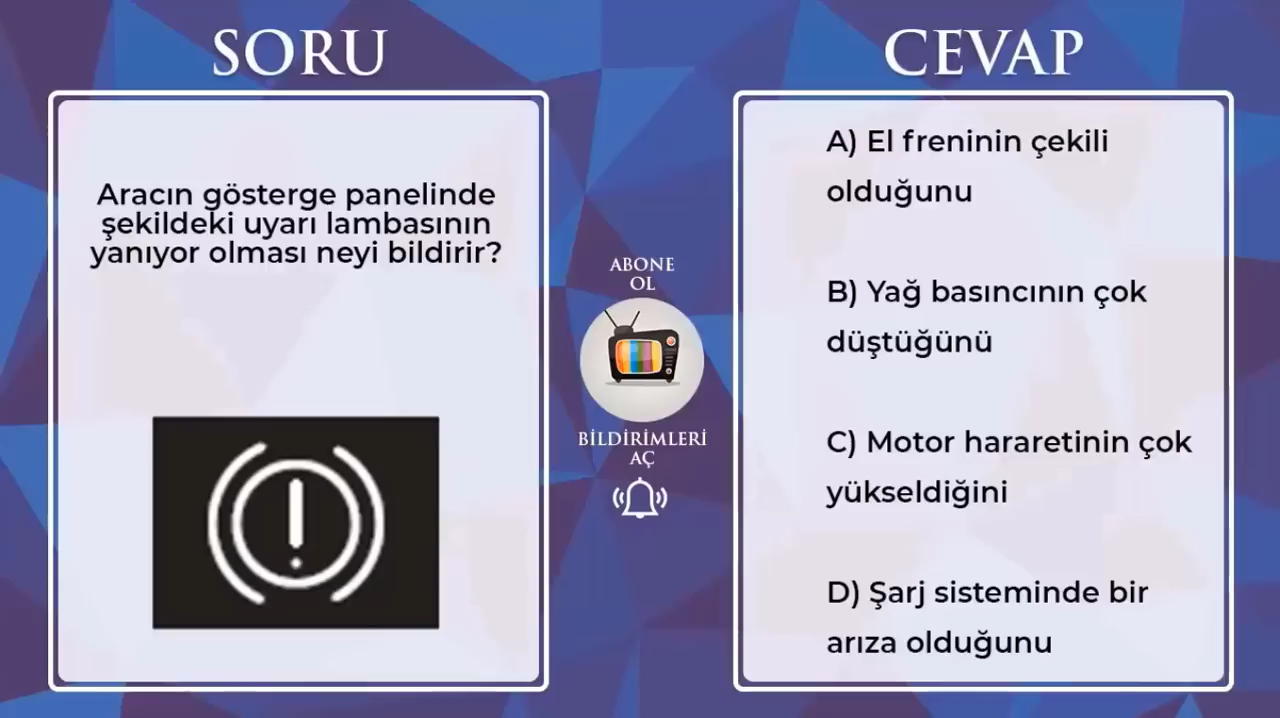 SORU
Aracın gösterge panelinde
şekildeki uyarı lambasının
yanıyor olması neyi bildirir?
ABONE
OL
BİLDİRİMLERİ
AÇ
CEVAP
A) El freninin çekili
olduğunu
B) Yağ basıncının çok
düştüğünü
C) Motor hararetinin çok
yükseldiğini
D) Şarj sisteminde bir
arıza olduğunu